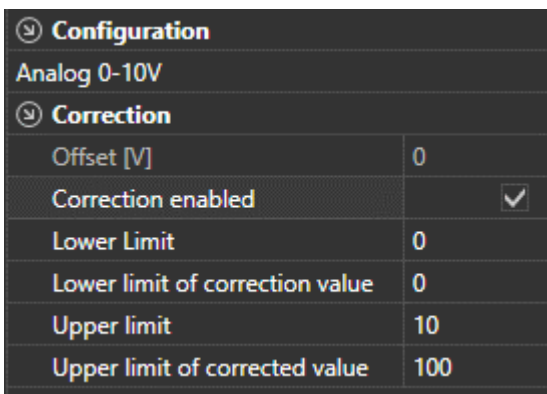 Configuration
Analog 0-10V
Correction
Offset [V] 0
Correction enabled
Lower Limit 0
Lower limit of correction value 0
Upper limit 10
Upper limit of corrected value 100